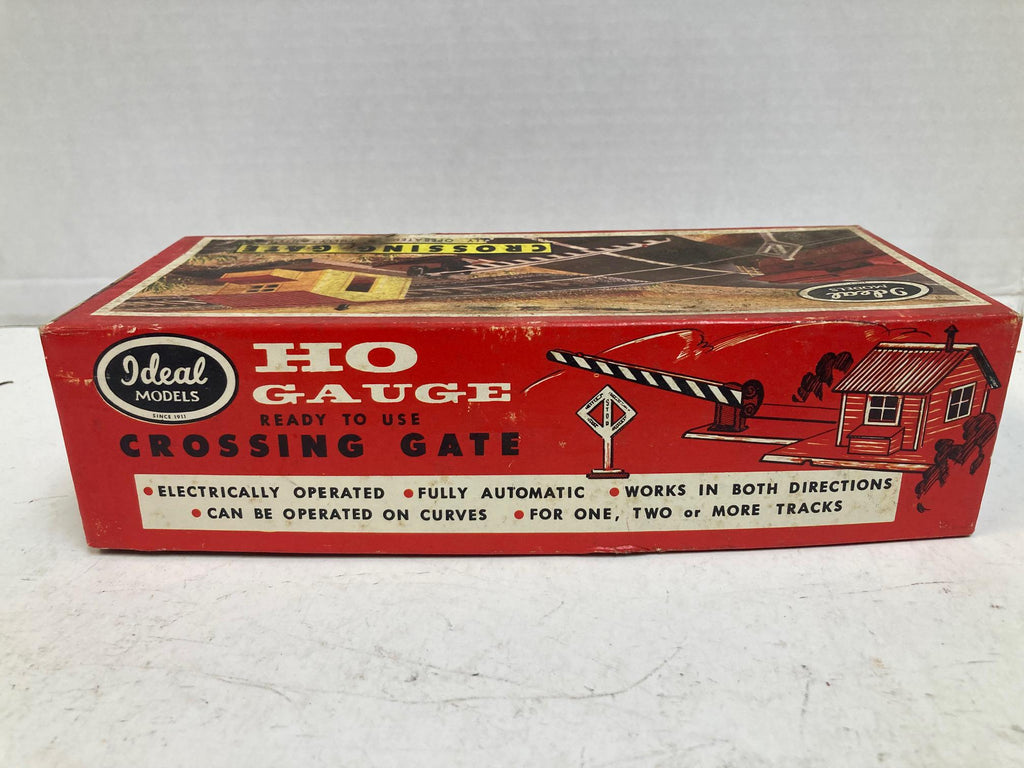 CROSSING GATE
Ideal
MODELS
Ideal
MODELS
SINCE 1911
HO
GAUGE
READY TO USE
CROSSING GATE
STOP
• ELECTRICALLY OPERATED • FULLY AUTOMATIC • WORKS IN BOTH DIRECTIONS
• CAN BE OPERATED ON CURVES • FOR ONE, TWO or MORE TRACKS